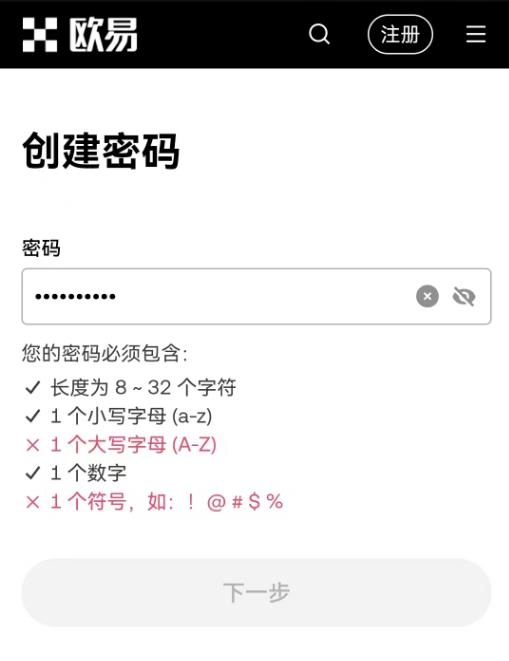 欧易
注册
创建密码
密码
••••••••••
您的密码必须包含：
✓ 长度为 8 ~ 32 个字符
✓ 1 个小写字母 (a-z)
× 1 个大写字母 (A-Z)
✓ 1 个数字
× 1 个符号，如：！@ # $ %
下一步